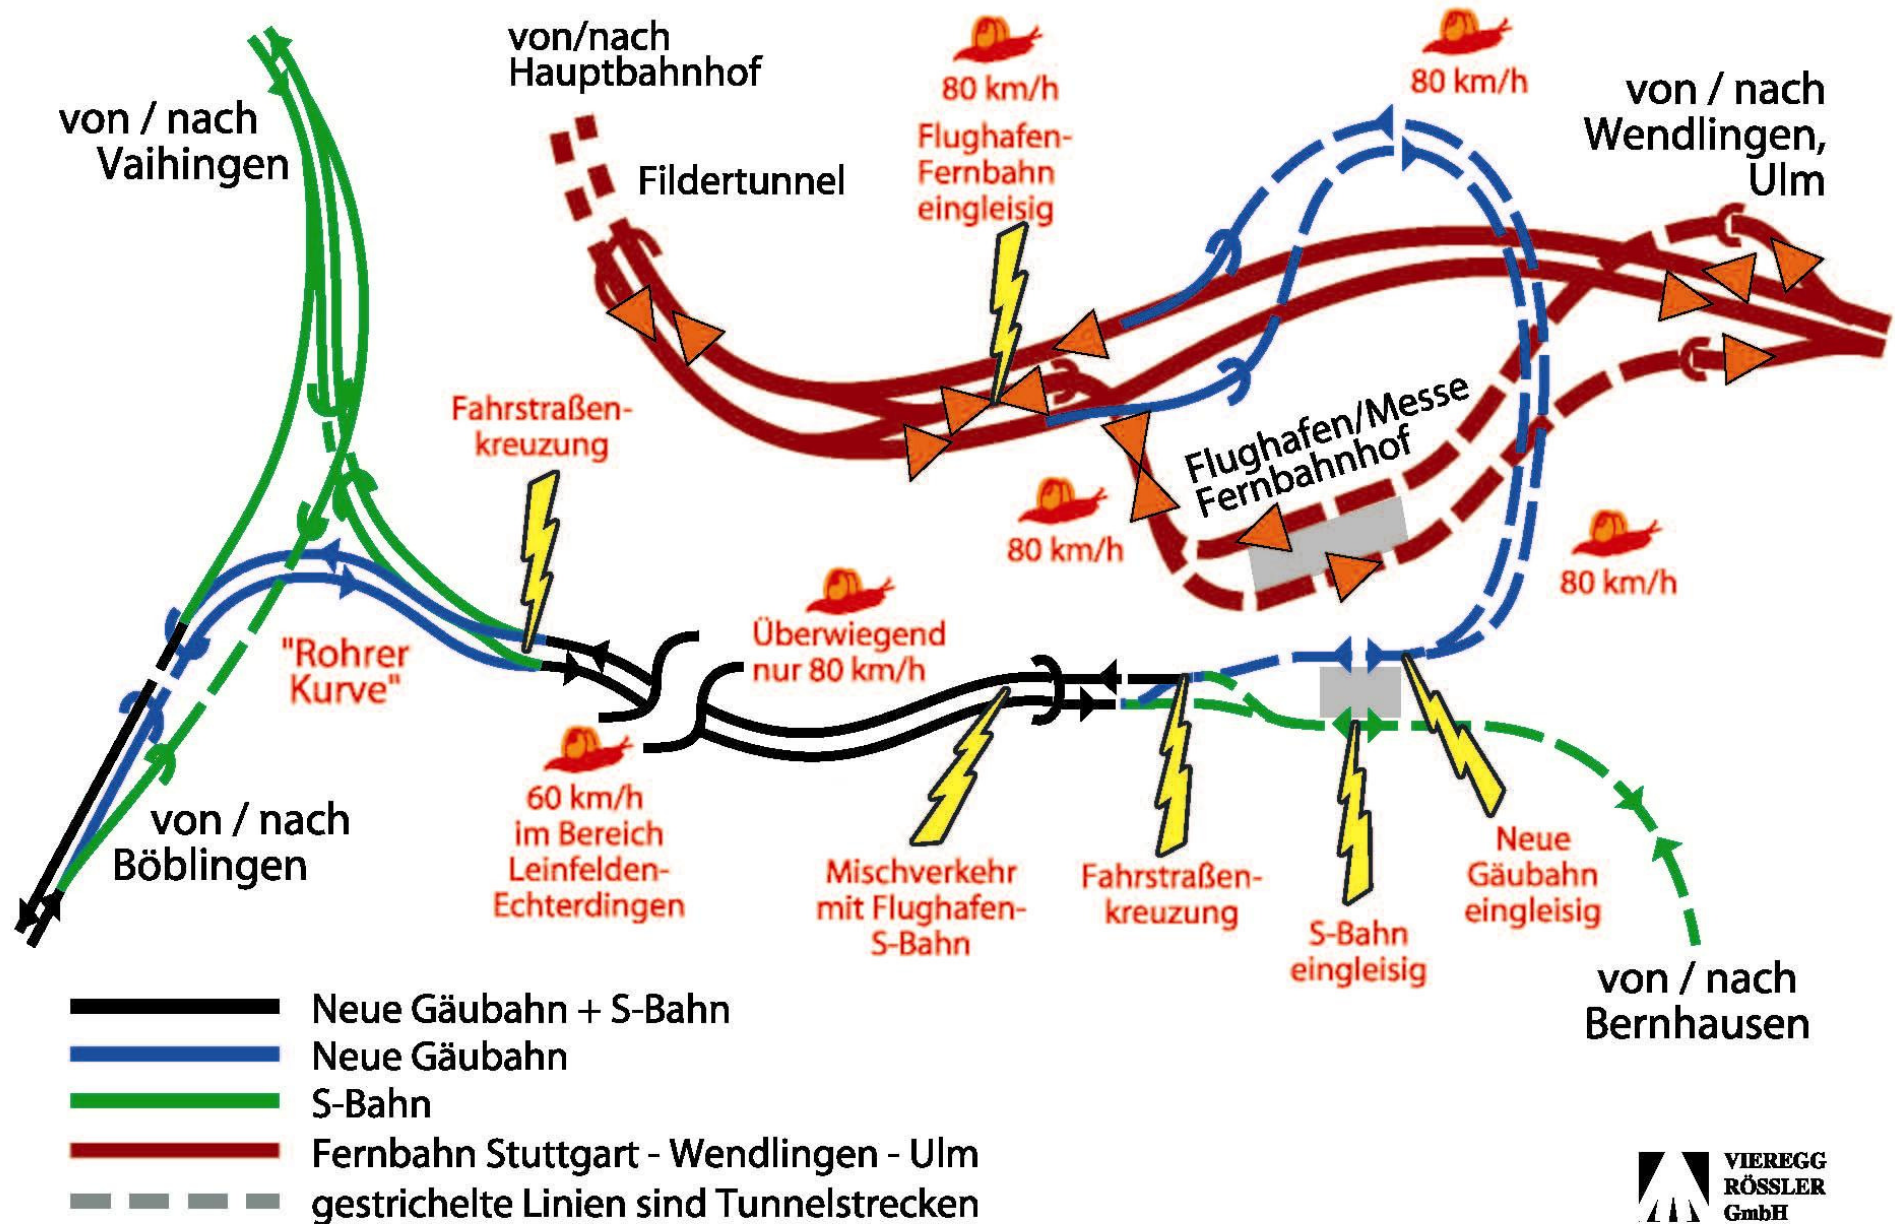 von/nach
Hauptbahnhof
80 km/h
80 km/h
von / nach
Wendlingen,
Ulm
von / nach
Vaihingen
Flughafen-
Fernbahn
eingleisig
Fildertunnel
Fahrstraßen-
kreuzung
Flughafen/Messe
Fernbahnhof
80 km/h
80 km/h
"Rohrer
Kurve"
Überwiegend
nur 80 km/h
60 km/h
im Bereich
Leinfelden-
Echterdingen
von / nach
Böblingen
Mischverkehr
mit Flughafen-
S-Bahn
Fahrstraßen-
kreuzung
S-Bahn
eingleisig
Neue
Gäubahn
eingleisig
von / nach
Bernhausen
Neue Gäubahn + S-Bahn
Neue Gäubahn
S-Bahn
Fernbahn Stuttgart - Wendlingen - Ulm
gestrichelte Linien sind Tunnelstrecken
VIEREGG
RÖSSLER
GmbH